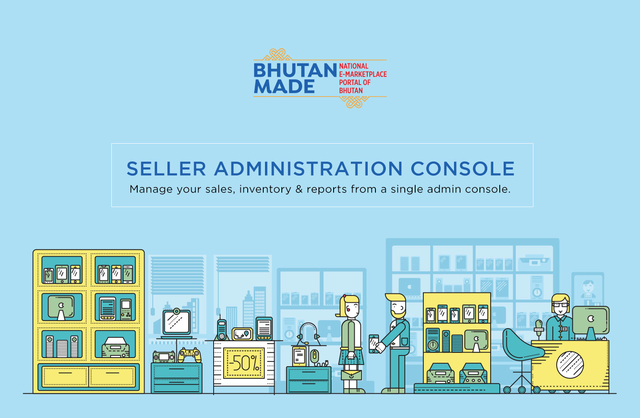 BHUTAN
MADE
NATIONAL
E-MARKETPLACE
PORTAL OF
BHUTAN
SELLER ADMINISTRATION CONSOLE
Manage your sales, inventory & reports from a single admin console.
-50%